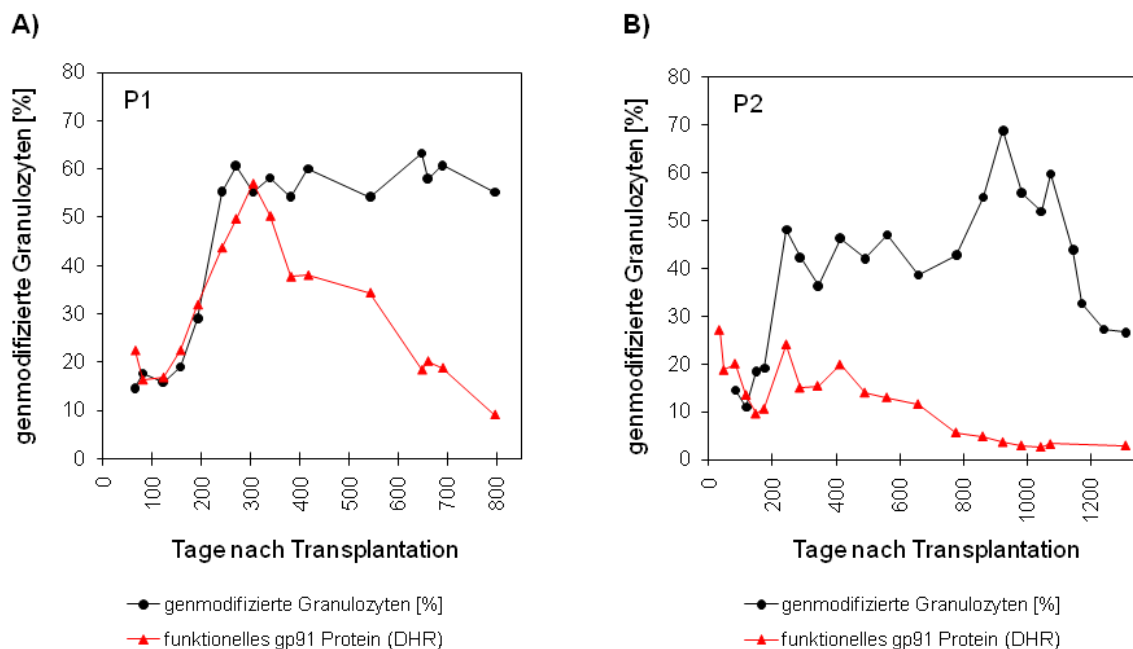 A)
P1
genmodifizierte Granulozyten [%]
80
70
60
50
40
30
20
10
0
0
100
200
300
400
500
600
700
800
Tage nach Transplantation
genmodifizierte Granulozyten [%]
funktionelles gp91 Protein (DHR)
B)
P2
genmodifizierte Granulozyten [%]
80
70
60
50
40
30
20
10
0
0
200
400
600
800
1000
1200
Tage nach Transplantation
genmodifizierte Granulozyten [%]
funktionelles gp91 Protein (DHR)